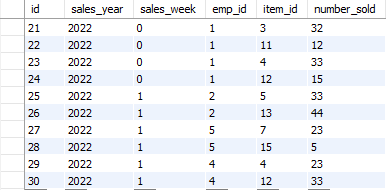 id sales_year sales_week emp_id item_id number_sold
21 2022 0 1 3 32
22 2022 0 1 11 12
23 2022 0 1 4 33
24 2022 0 1 12 15
25 2022 1 2 5 33
26 2022 1 2 13 44
27 2022 1 5 7 23
28 2022 1 5 15 5
29 2022 1 4 4 23
30 2022 1 4 12 33